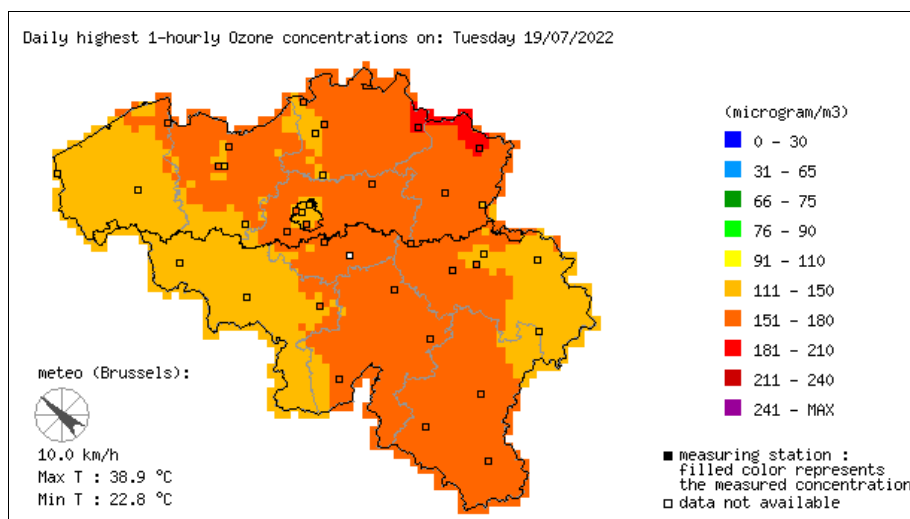 Daily highest 1-hourly Ozone concentrations on: Tuesday 19/07/2022
(microgram/m3)
0 - 30
31 - 65
66 - 75
76 - 90
91 - 110
111 - 150
151 - 180
181 - 210
211 - 240
241 - MAX
meteo (Brussels):
10.0 km/h
Max T : 38.9 °C
Min T : 22.8 °C
measuring station :
filled color represents
the measured concentration
data not available